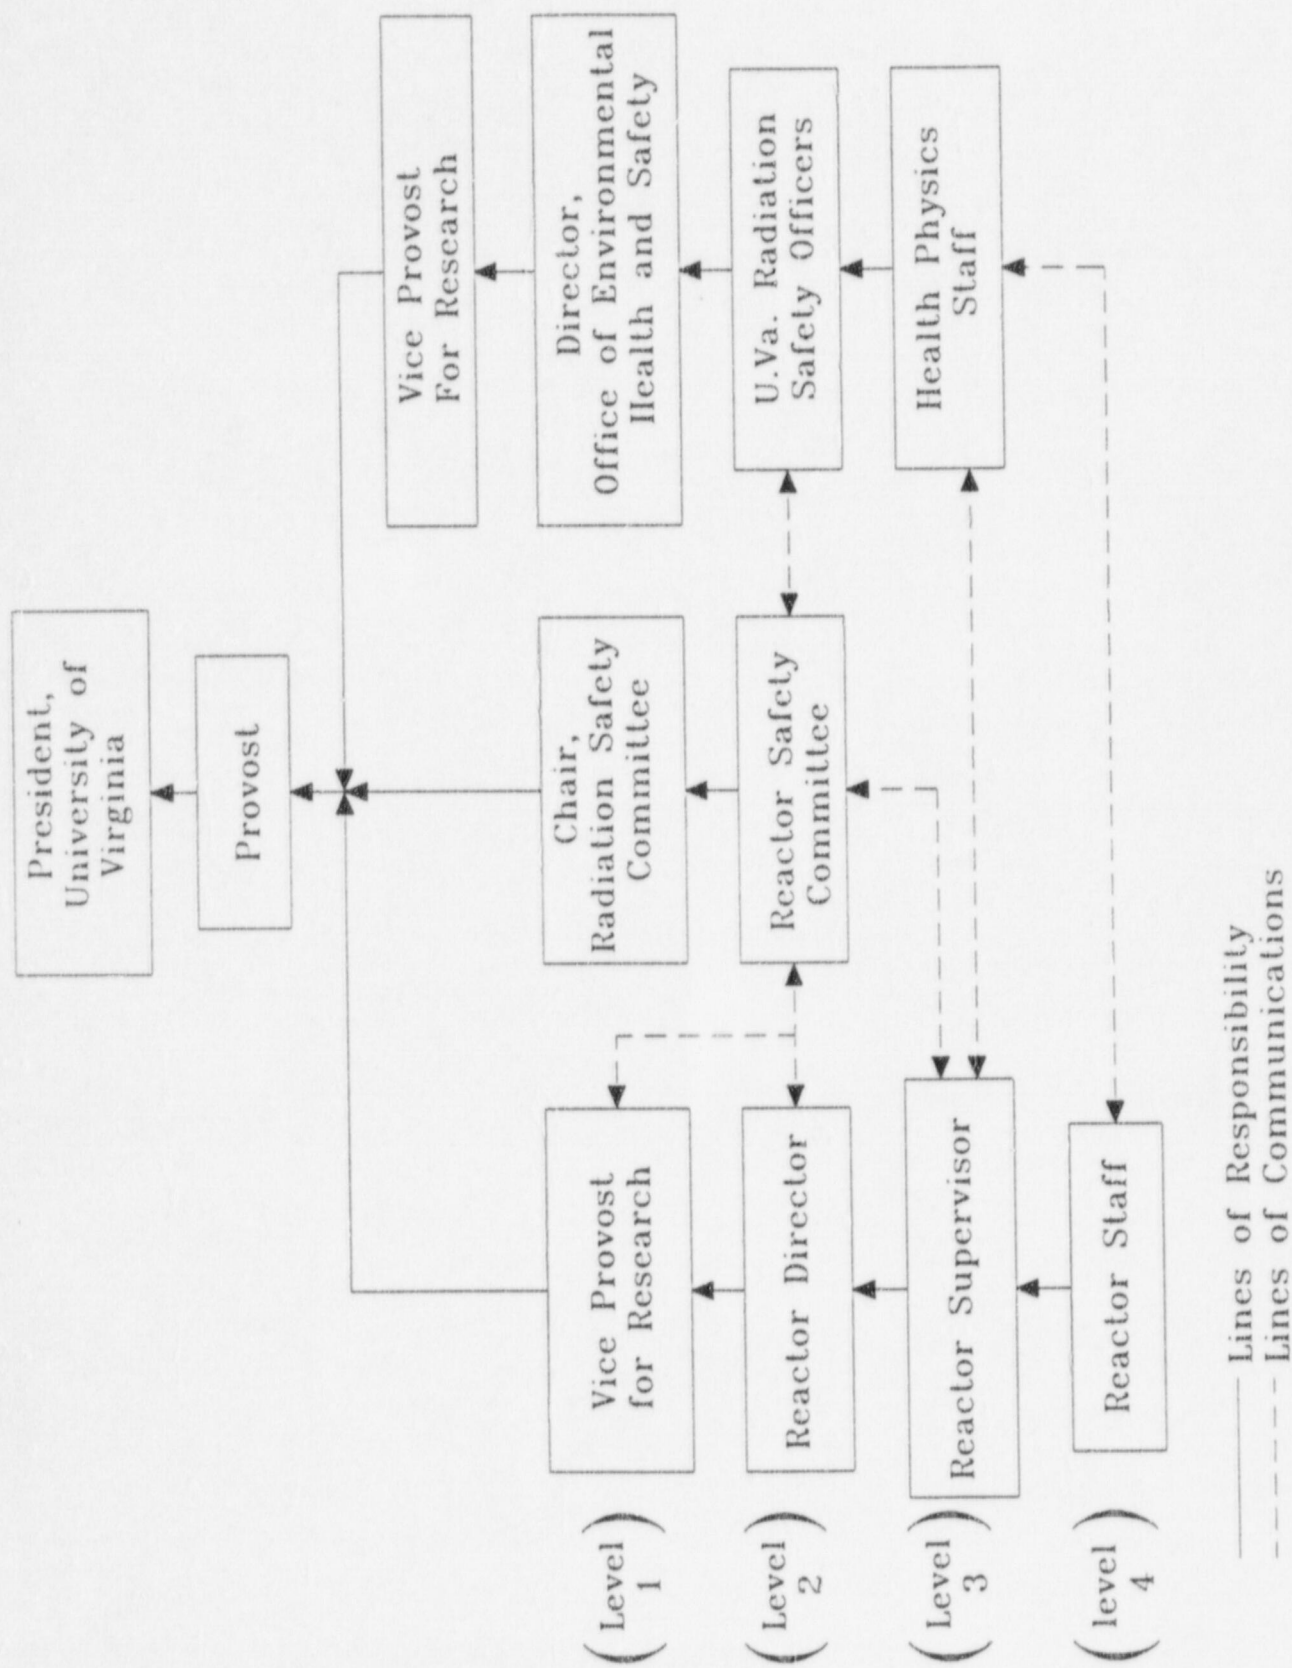 President,
University of
Virginia
Provost
Vice Provost
For Research
Director,
Office of Environmental
Health and Safety
Chair,
Radiation Safety
Committee
Vice Provost
for Research
(Level
1)
U.Va. Radiation
Safety Officers
Reactor Safety
Committee
Reactor Director
(Level
2)
Health Physics
Staff
Reactor Supervisor
(Level
3)
Reactor Staff
(level
4)
Lines of Responsibility
Lines of Communications